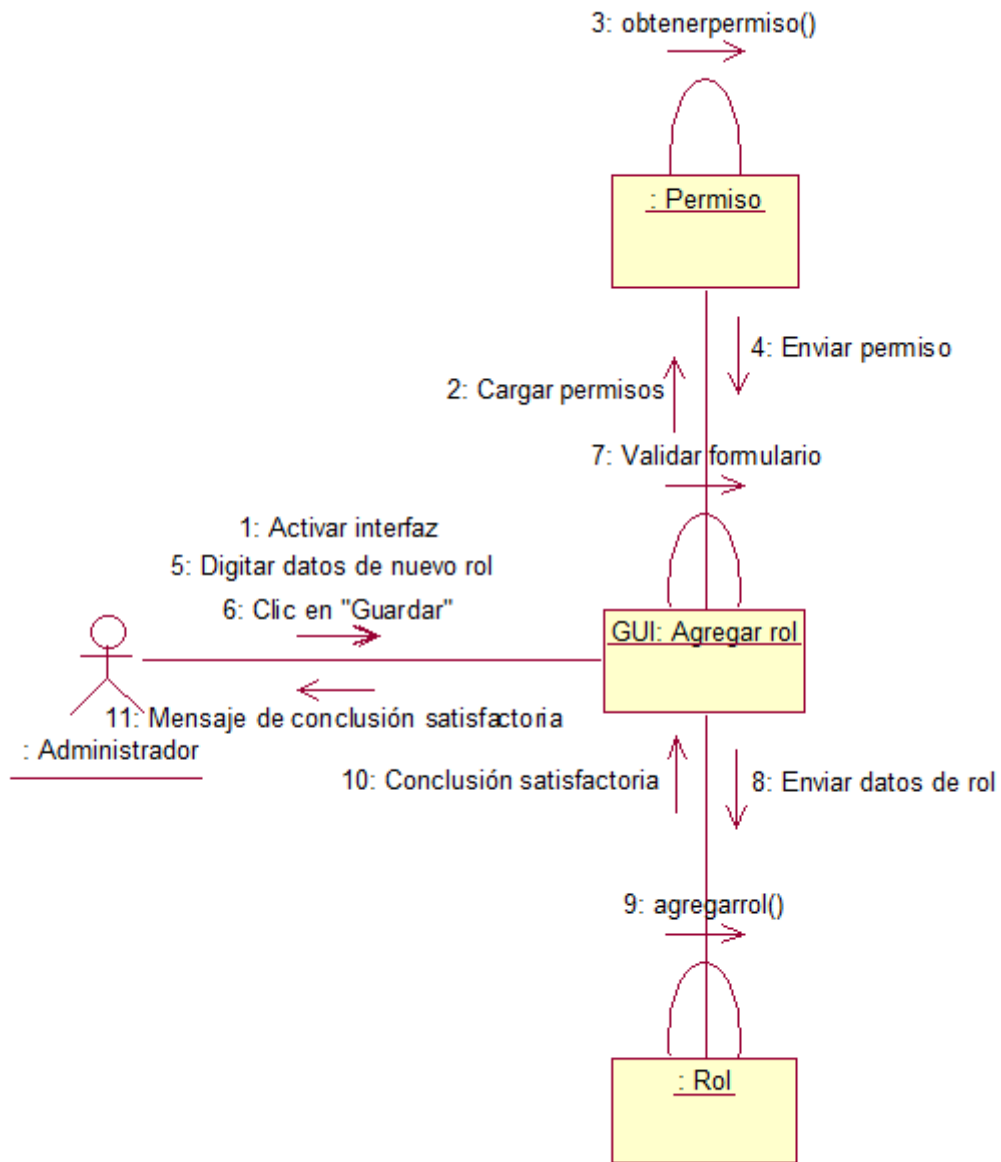 3: obtenerpermiso()
: Permiso
4: Enviar permiso
2: Cargar permisos
7: Validar formulario
1: Activar interfaz
5: Digitar datos de nuevo rol
6: Clic en "Guardar"
GUI: Agregar rol
11: Mensaje de conclusión satisfactoria
: Administrador
10: Conclusión satisfactoria
8: Enviar datos de rol
9: agregarrol()
: Rol